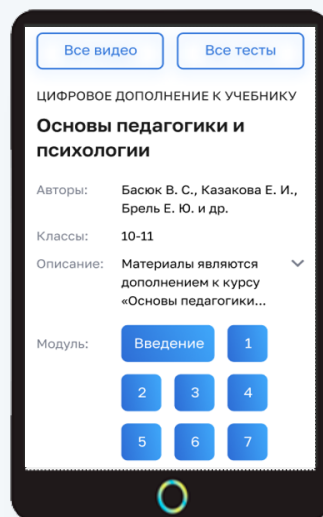 Все видео Все тесты
ЦИФРОВОЕ ДОПОЛНЕНИЕ К УЧЕБНИКУ
Основы педагогики и
психологии
Авторы: Басюк В. С., Казакова Е. И.,
Брель Е. Ю. и др.
Классы: 10-11
Описание: Материалы являются
дополнением к курсу
«Основы педагогики...
Модуль: Введение 1
2 3 4
5 6 7